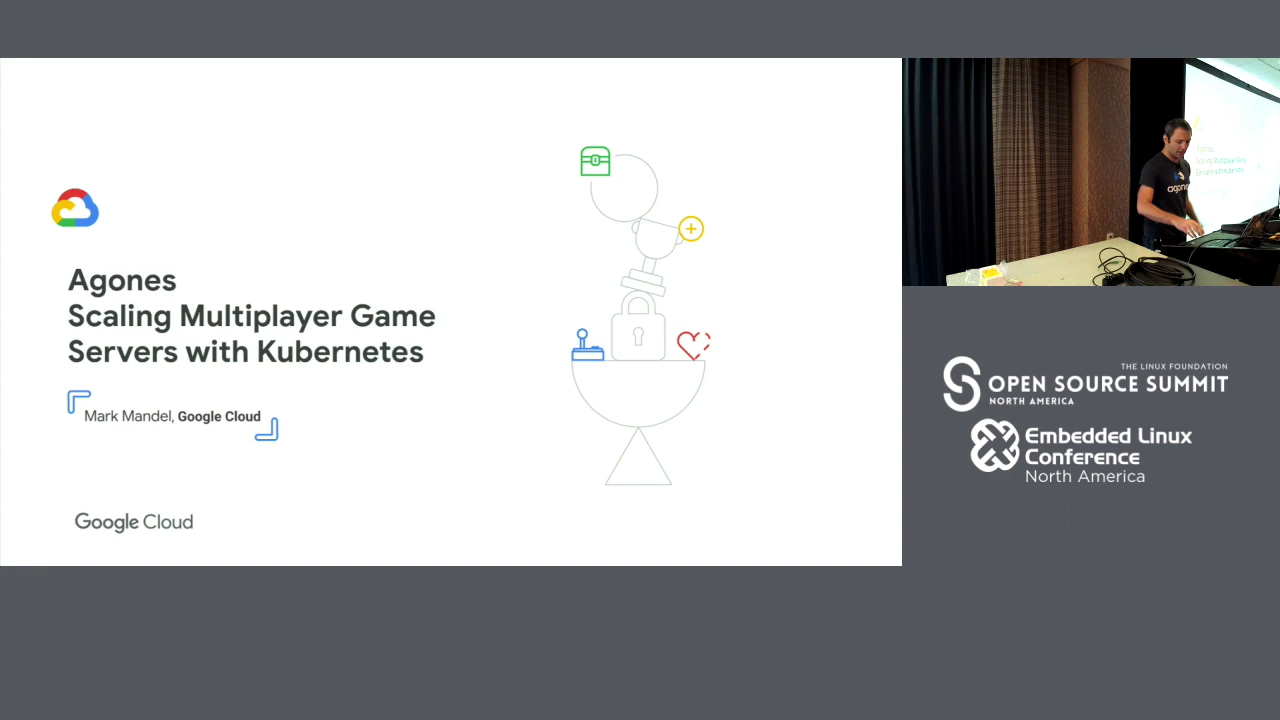 Agones
Scaling Multiplayer Game
Servers with Kubernetes
Mark Mandel, Google Cloud
Google Cloud
agones
THE LINUX FOUNDATION
OPEN SOURCE SUMMIT
NORTH AMERICA
Embedded Linux
Conference
North America